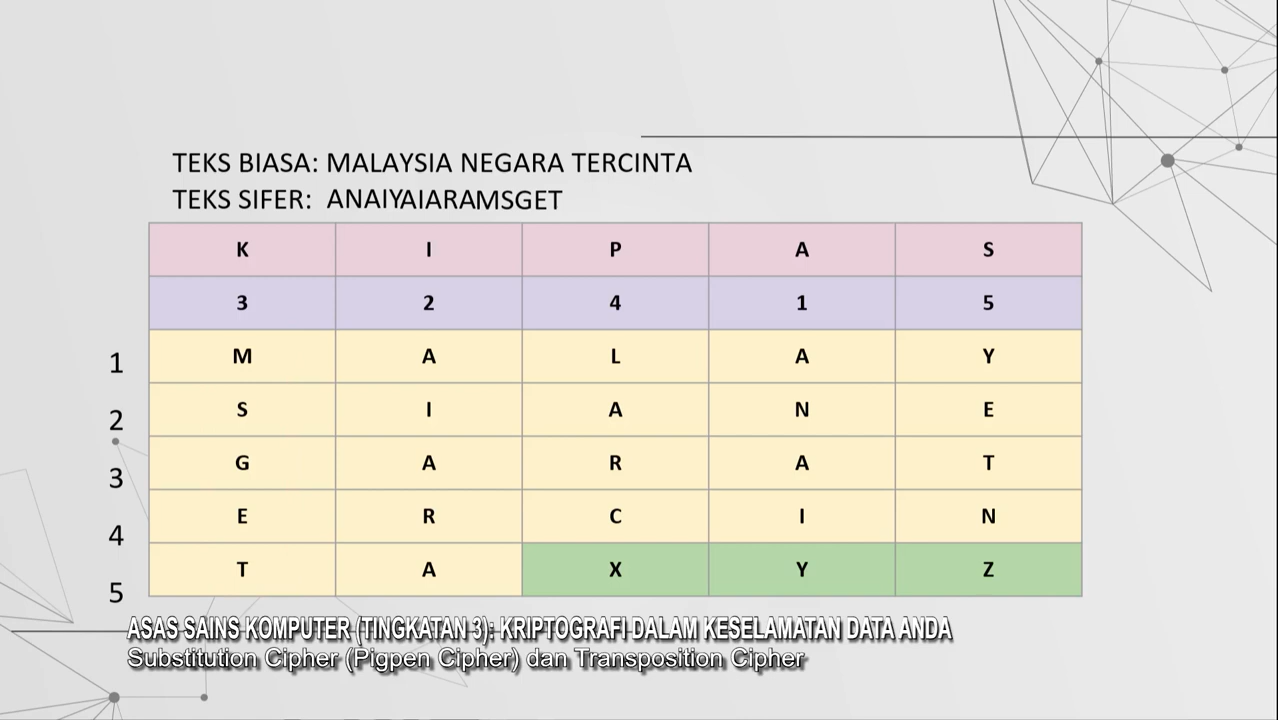 TEKS BIASA: MALAYSIA NEGARA TERCINTA
TEKS SIFER: ANAIYAIARAMSGET
K I P A S
3 2 4 1 5
1 M A L A Y
2 S I A N E
3 G A R A T
4 E R C I N
5 T A X Y Z
ASAS SAINS KOMPUTER (TINGKATAN 3): KRIPTOGRAFI DALAM KESELAMATAN DATA ANDA
Substitution Cipher (Pigpen Cipher) dan Transposition Cipher